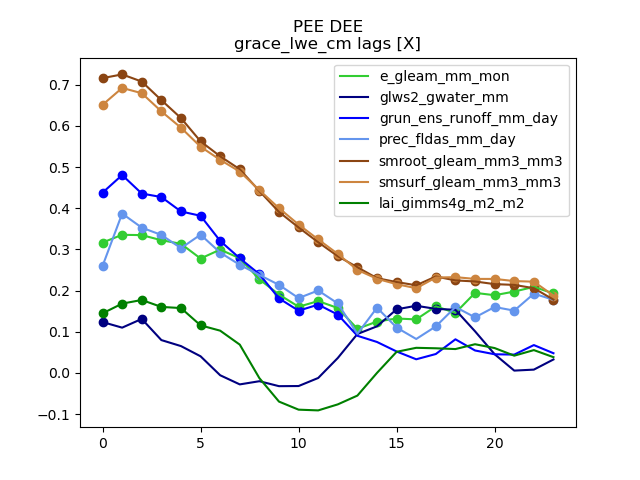 PEE DEE
grace_lwe_cm lags [X]
e_gleam_mm_mon
glws2_gwater_mm
grun_ens_runoff_mm_day
prec_fldas_mm_day
smroot_gleam_mm3_mm3
smsurf_gleam_mm3_mm3
lai_gimms4g_m2_m2
0.7
0.6
0.5
0.4
0.3
0.2
0.1
0.0
−0.1
0 5 10 15 20